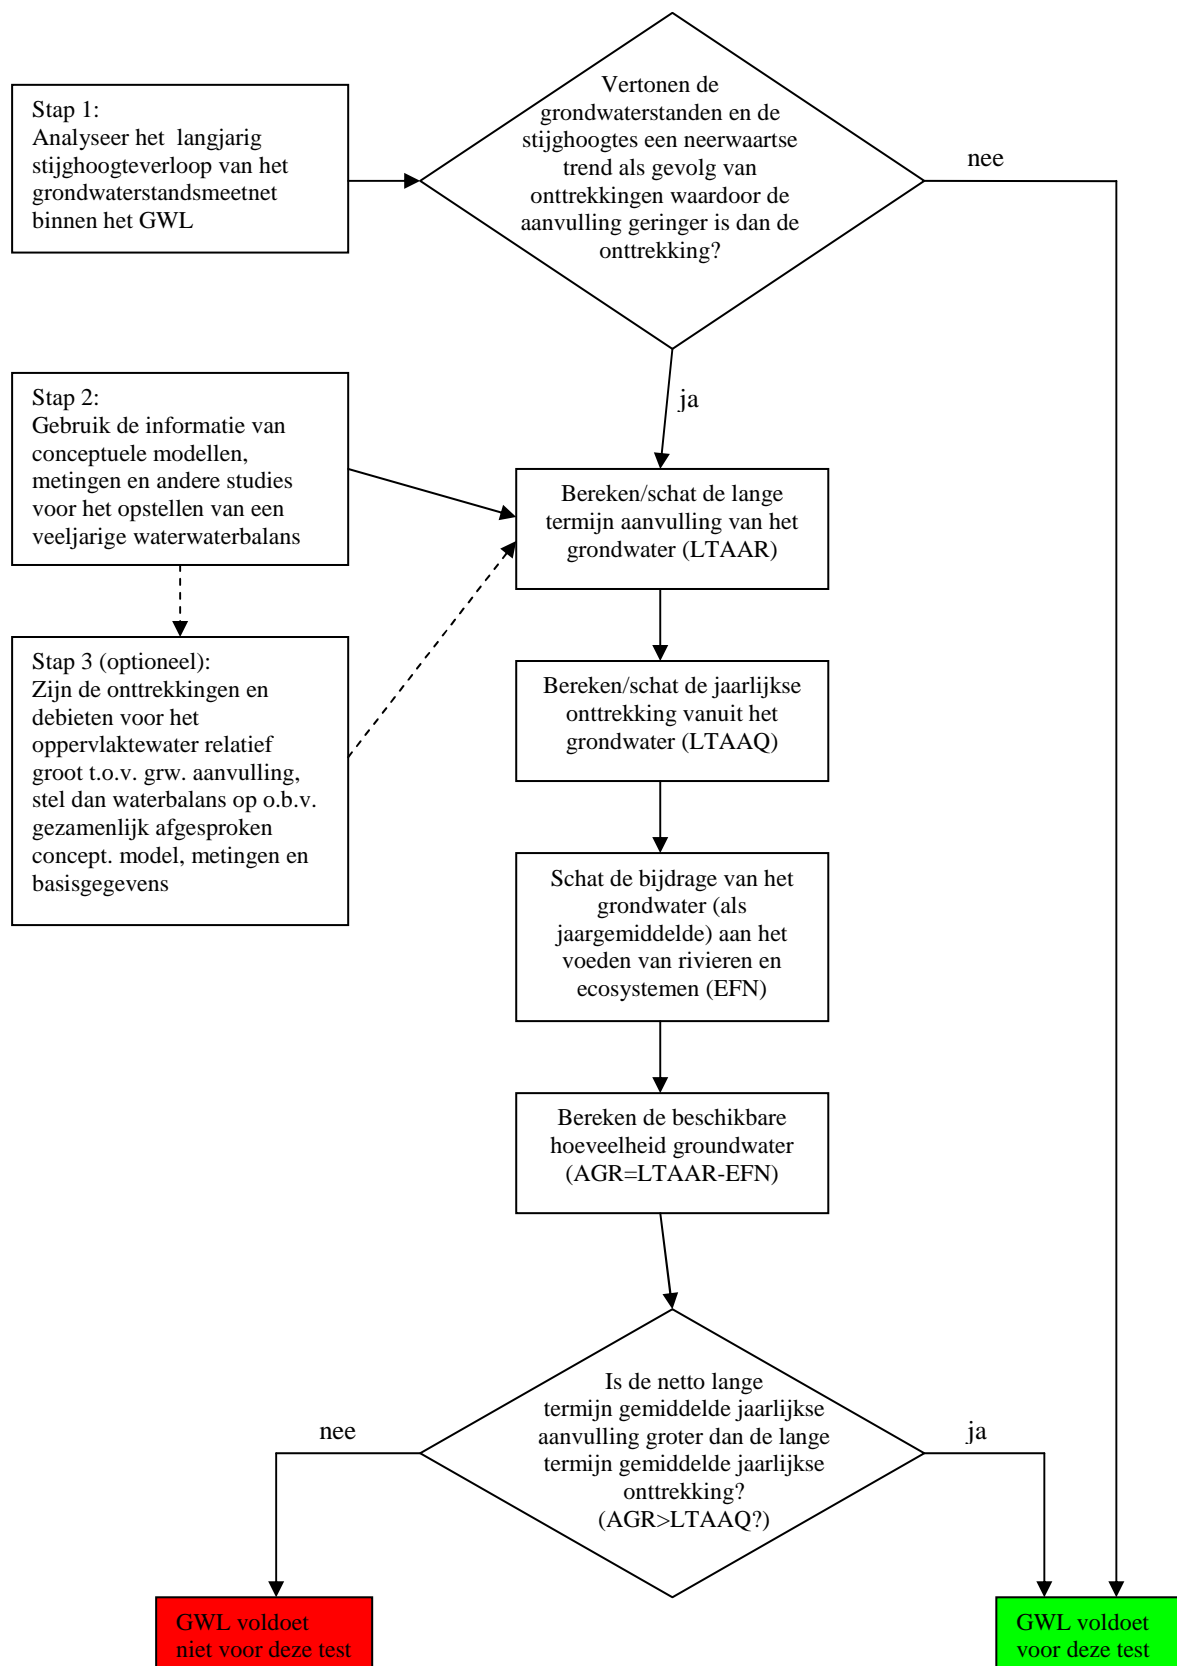 Stap 1:
Analyseer het langjarig
stijghoogteverloop van het
grondwaterstandsmeetnet
binnen het GWL
Vertonen de
grondwaterstanden en de
stijghoogtes een neerwaartse
trend als gevolg van
onttrekkingen waardoor de
aanvulling geringer is dan de
onttrekking?
nee
ja
Stap 2:
Gebruik de informatie van
conceptuele modellen,
metingen en andere studies
voor het opstellen van een
veeljarige waterwaterbalans
Bereken/schat de lange
termijn aanvulling van het
grondwater (LTAAR)
Stap 3 (optioneel):
Zijn de onttrekkingen en
debieten voor het
oppervlaktewater relatief
groot t.o.v. grw. aanvulling,
stel dan waterbalans op o.b.v.
gezamenlijk afgesproken
concept. model, metingen en
basisgegevens
Bereken/schat de jaarlijkse
onttrekking vanuit het
grondwater (LTAAQ)
Schat de bijdrage van het
grondwater (als
jaargemiddelde) aan het
voeden van rivieren en
ecosystemen (EFN)
Bereken de beschikbare
hoeveelheid groundwater
(AGR=LTAAR-EFN)
Is de netto lange
termijn gemiddelde jaarlijkse
aanvulling groter dan de lange
termijn gemiddelde jaarlijkse
onttrekking?
(AGR>LTAAQ?)
nee
ja
GWL voldoet
niet voor deze test
GWL voldoet
voor deze test